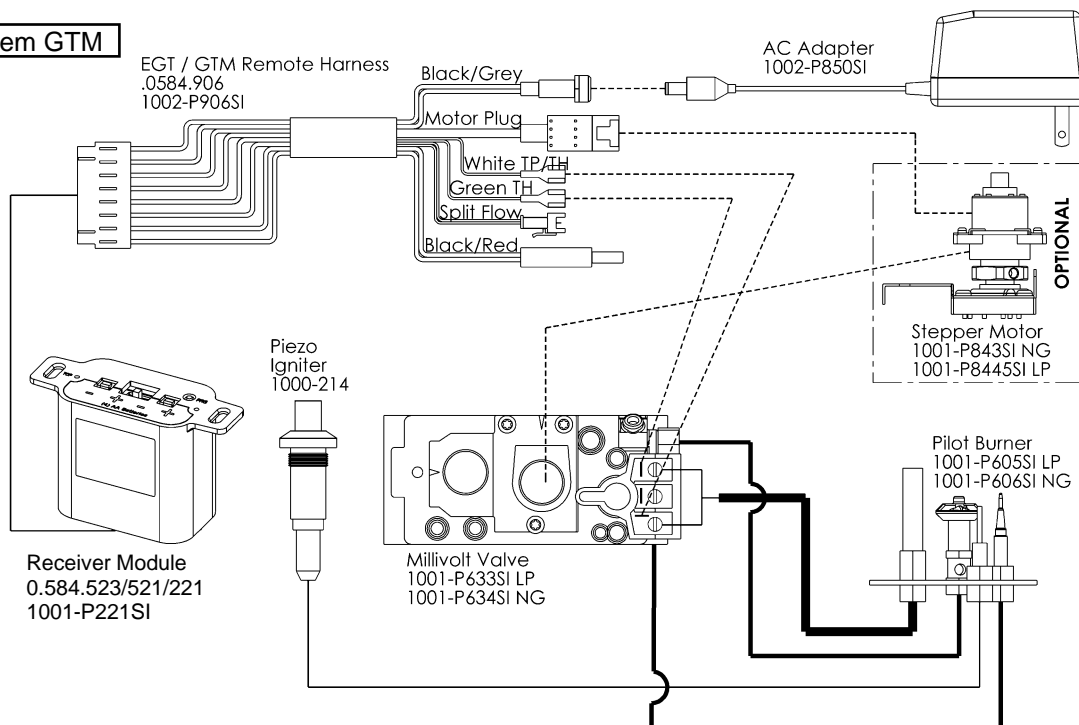 em GTM
EGT / GTM Remote Harness
.0584.906
1002-P906SI
Black/Grey
Motor Plug
White TP/TH
Green TH
Split Flow
Black/Red
AC Adapter
1002-P850SI
OPTIONAL
Stepper Motor
1001-P843SI NG
1001-P8445SI LP
Piezo
Igniter
1000-214
Receiver Module
0.584.523/521/221
1001-P221SI
Millivolt Valve
1001-P633SI LP
1001-P634SI NG
Pilot Burner
1001-P605SI LP
1001-P606SI NG